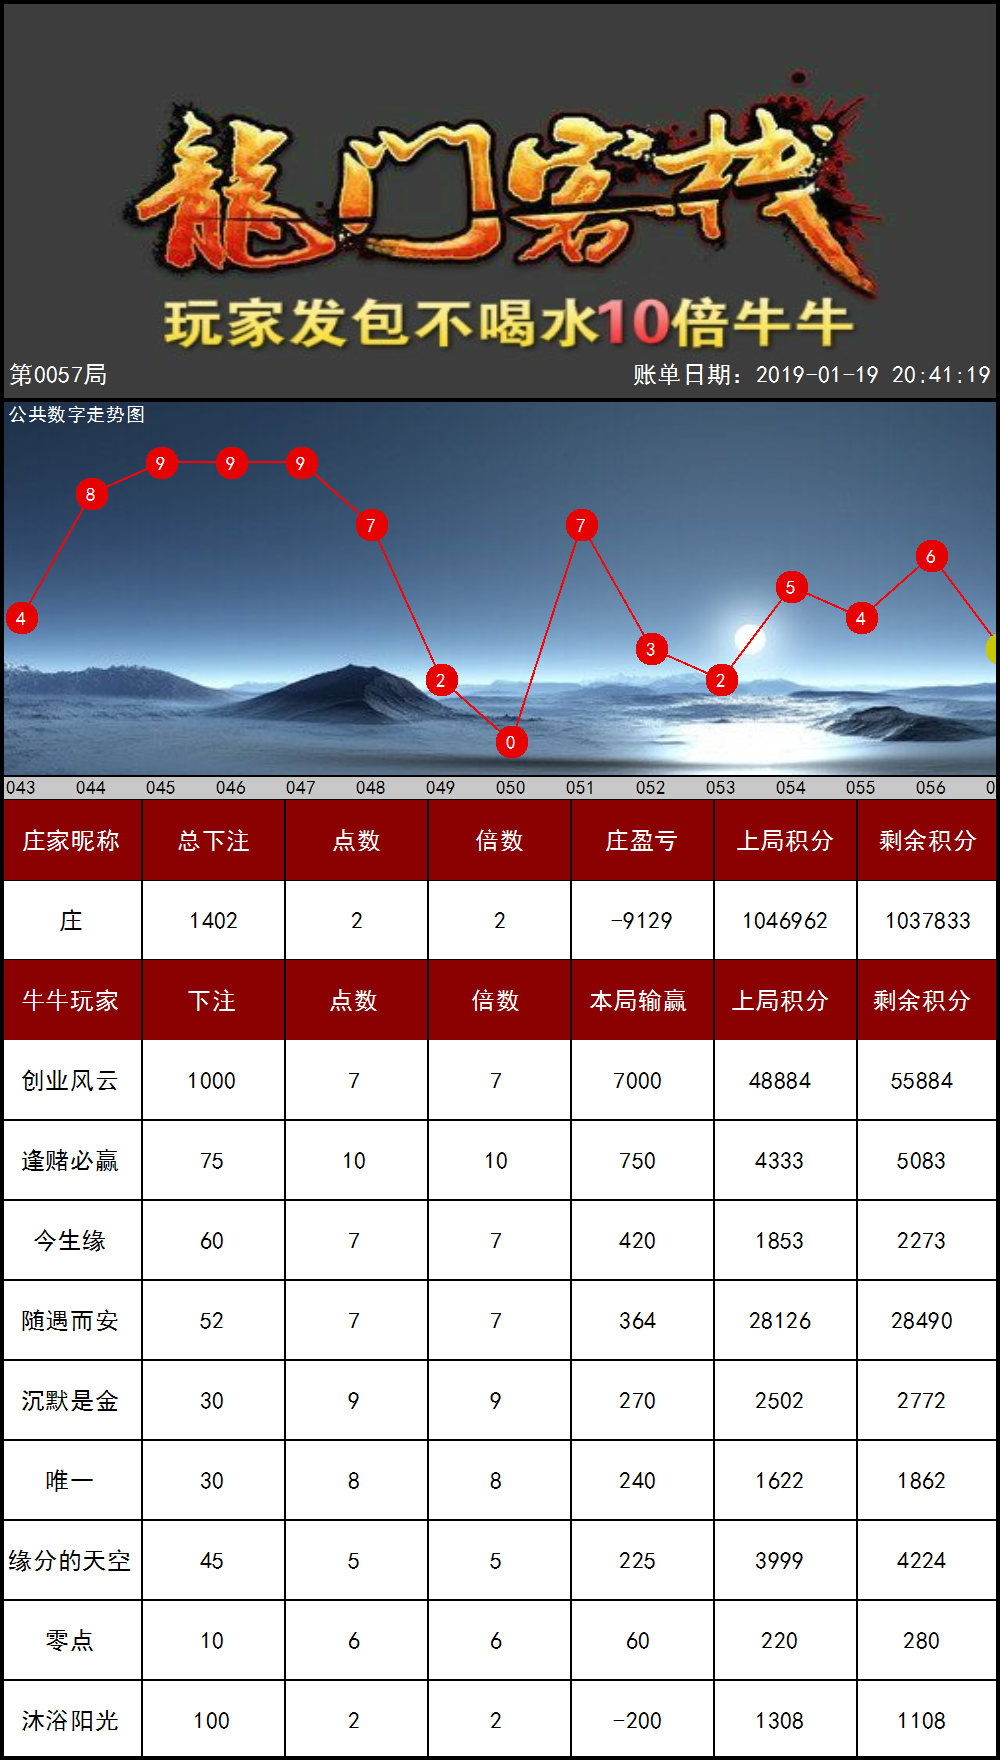 龍门客栈
玩家发包不喝水10倍牛牛
第0057局 账单日期：2019-01-19 20:41:19
公共数字走势图
4 8 9 9 9 7 2 0 7 3 2 5 4 6
043 044 045 046 047 048 049 050 051 052 053 054 055 056 0
庄家昵称 总下注 点数 倍数 庄盈亏 上局积分 剩余积分
庄 1402 2 2 -9129 1046962 1037833
牛牛玩家 下注 点数 倍数 本局输赢 上局积分 剩余积分
创业风云 1000 7 7 7000 48884 55884
逢赌必赢 75 10 10 750 4333 5083
今生缘 60 7 7 420 1853 2273
随遇而安 52 7 7 364 28126 28490
沉默是金 30 9 9 270 2502 2772
唯一 30 8 8 240 1622 1862
缘分的天空 45 5 5 225 3999 4224
零点 10 6 6 60 220 280
沐浴阳光 100 2 2 -200 1308 1108